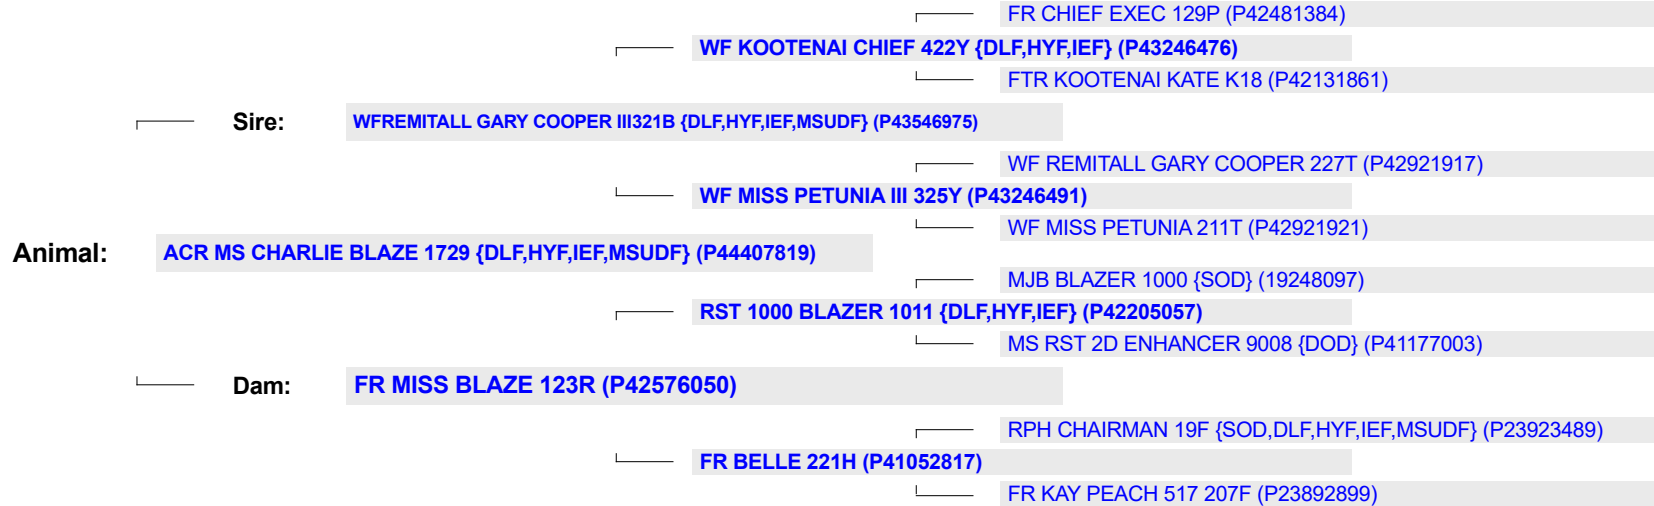 FR CHIEF EXEC 129P (P42481384)
WF KOOTENAI CHIEF 422Y {DLF,HYF,IEF} (P43246476)
FTR KOOTENAI KATE K18 (P42131861)
Sire: WFREMITALL GARY COOPER III321B {DLF,HYF,IEF,MSUDF} (P43546975)
WF REMITALL GARY COOPER 227T (P42921917)
WF MISS PETUNIA III 325Y (P43246491)
WF MISS PETUNIA 211T (P42921921)
Animal: ACR MS CHARLIE BLAZE 1729 {DLF,HYF,IEF,MSUDF} (P44407819)
MJB BLAZER 1000 {SOD} (19248097)
RST 1000 BLAZER 1011 {DLF,HYF,IEF} (P42205057)
MS RST 2D ENHANCER 9008 {DOD} (P41177003)
Dam: FR MISS BLAZE 123R (P42576050)
RPH CHAIRMAN 19F {SOD,DLF,HYF,IEF,MSUDF} (P23923489)
FR BELLE 221H (P41052817)
FR KAY PEACH 517 207F (P23892899)